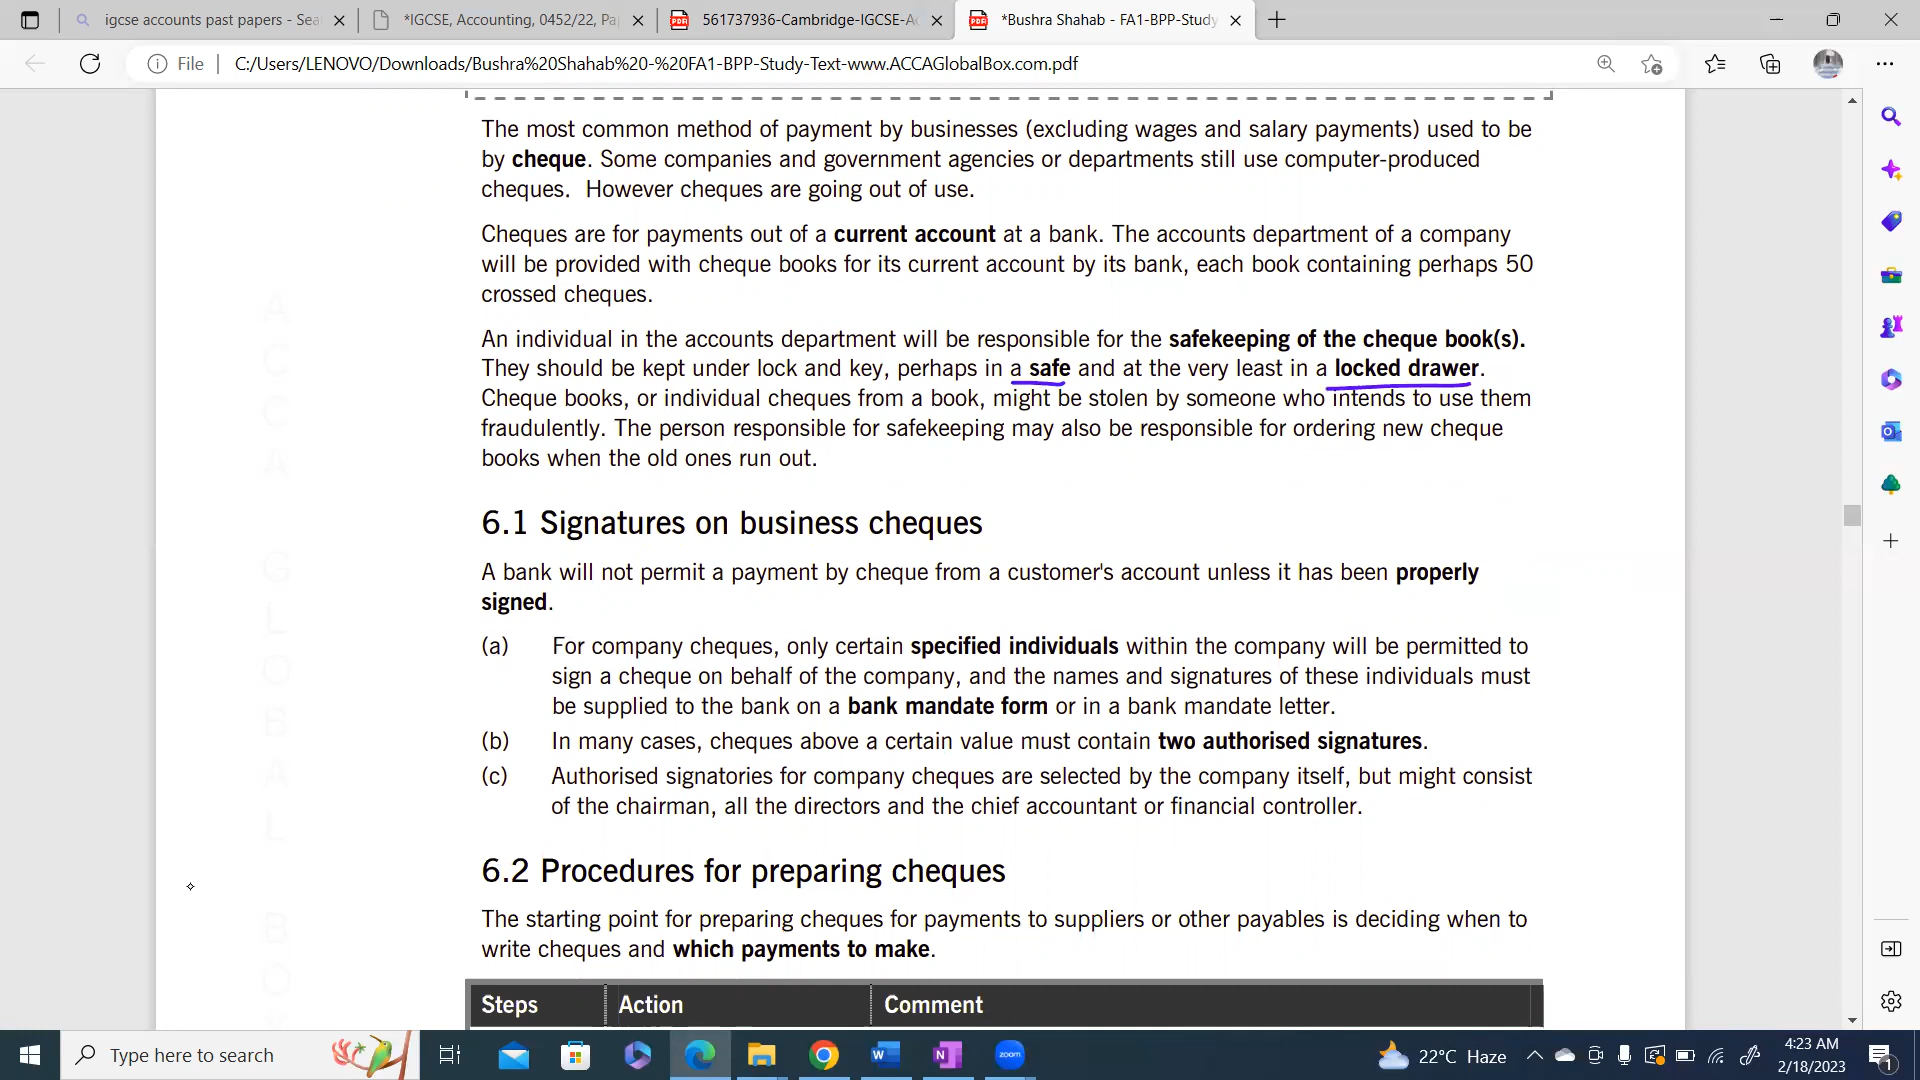 igcse accounts past papers - Sea
*IGCSE, Accounting, 0452/22, Pa
561737936-Cambridge-IGCSE-Ac
*Bushra Shahab - FA1-BPP-Study
File
C:/Users/LENOVO/Downloads/Bushra%20Shahab%20-%20FA1-BPP-Study-Text-www.ACCAGlobalBox.com.pdf
The most common method of payment by businesses (excluding wages and salary payments) used to be
by cheque. Some companies and government agencies or departments still use computer-produced
cheques. However cheques are going out of use.
Cheques are for payments out of a current account at a bank. The accounts department of a company
will be provided with cheque books for its current account by its bank, each book containing perhaps 50
crossed cheques.
An individual in the accounts department will be responsible for the safekeeping of the cheque book(s).
They should be kept under lock and key, perhaps in a safe and at the very least in a locked drawer.
Cheque books, or individual cheques from a book, might be stolen by someone who intends to use them
fraudulently. The person responsible for safekeeping may also be responsible for ordering new cheque
books when the old ones run out.
6.1 Signatures on business cheques
A bank will not permit a payment by cheque from a customer's account unless it has been properly
signed.
(a) For company cheques, only certain specified individuals within the company will be permitted to
sign a cheque on behalf of the company, and the names and signatures of these individuals must
be supplied to the bank on a bank mandate form or in a bank mandate letter.
(b) In many cases, cheques above a certain value must contain two authorised signatures.
(c) Authorised signatories for company cheques are selected by the company itself, but might consist
of the chairman, all the directors and the chief accountant or financial controller.
6.2 Procedures for preparing cheques
The starting point for preparing cheques for payments to suppliers or other payables is deciding when to
write cheques and which payments to make.
Steps Action Comment
A
C
C
A
G
L
O
B
A
L
B
O
Type here to search
zoom
22°C Haze
4:23 AM
2/18/2023
1